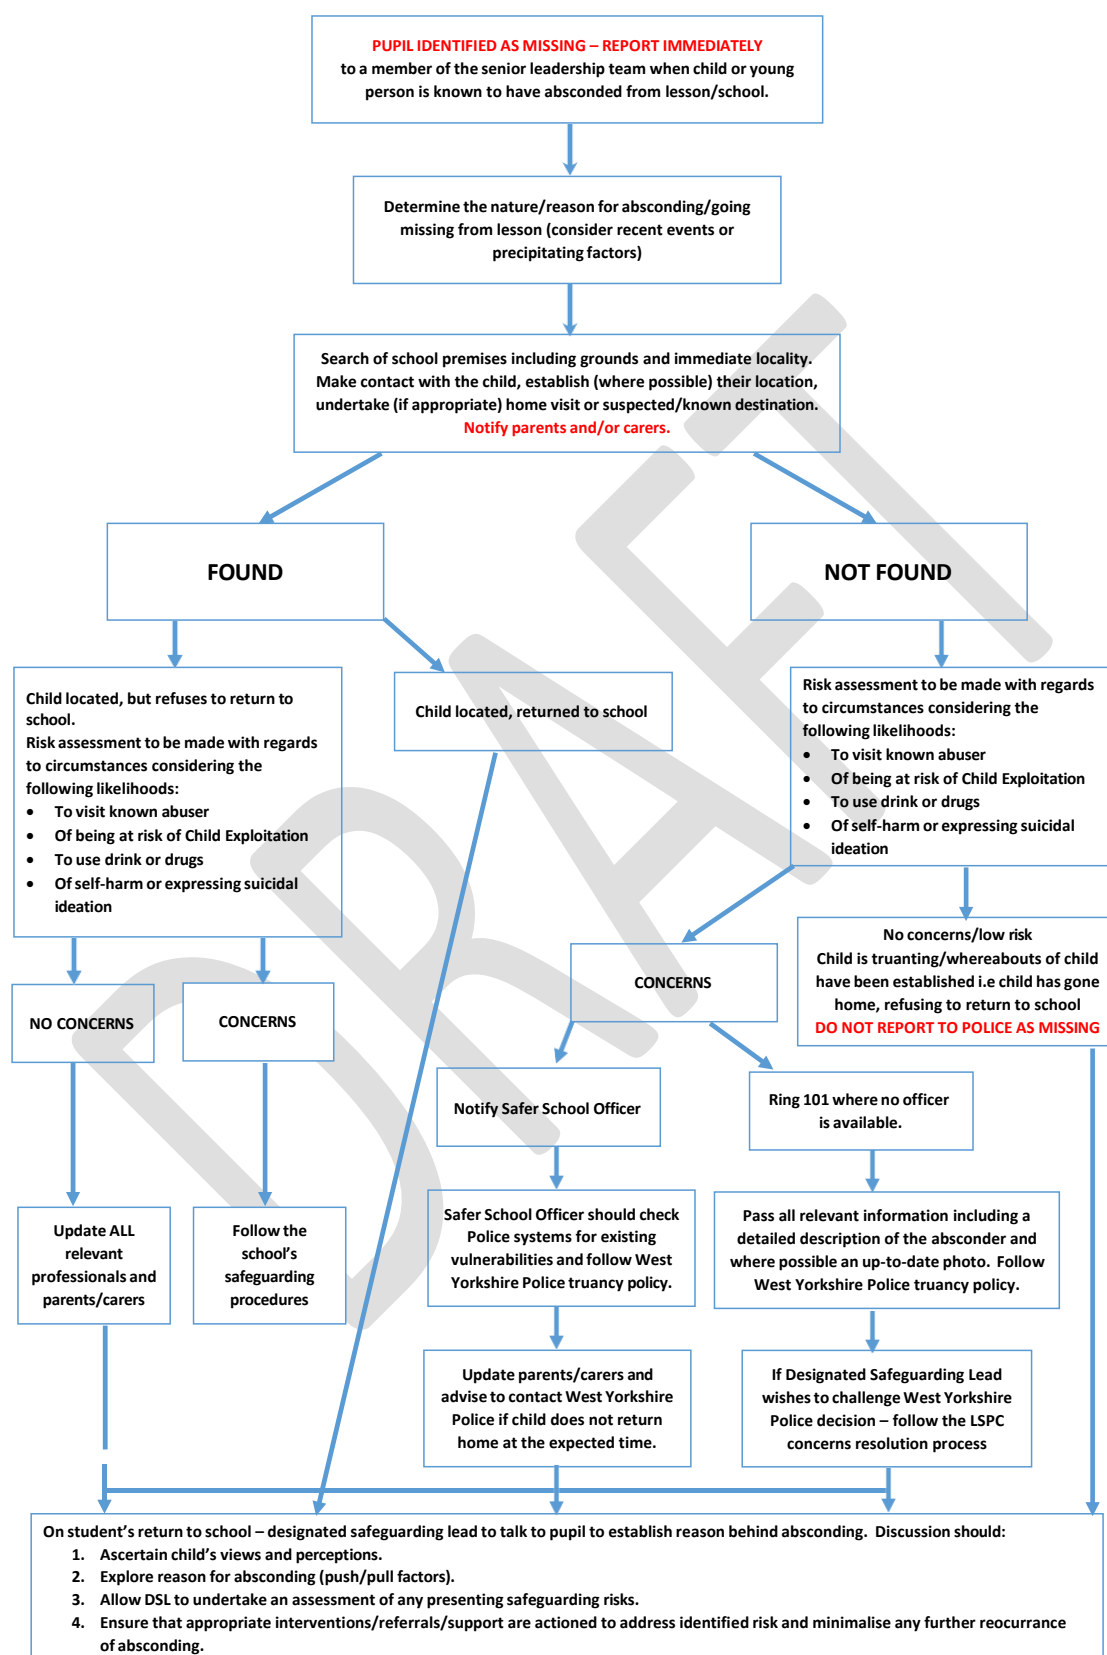 PUPIL IDENTIFIED AS MISSING – REPORT IMMEDIATELY
to a member of the senior leadership team when child or young
person is known to have absconded from lesson/school.
Determine the nature/reason for absconding/going
missing from lesson (consider recent events or
precipitating factors)
Search of school premises including grounds and immediate locality.
Make contact with the child, establish (where possible) their location,
undertake (if appropriate) home visit or suspected/known destination.
Notify parents and/or carers.
FOUND
NOT FOUND
Child located, but refuses to return to
school.
Risk assessment to be made with regards
to circumstances considering the
following likelihoods:
• To visit known abuser
• Of being at risk of Child Exploitation
• To use drink or drugs
• Of self-harm or expressing suicidal
ideation
Child located, returned to school
Risk assessment to be made with regards
to circumstances considering the
following likelihoods:
• To visit known abuser
• Of being at risk of Child Exploitation
• To use drink or drugs
• Of self-harm or expressing suicidal
ideation
NO CONCERNS
CONCERNS
CONCERNS
No concerns/low risk
Child is truanting/whereabouts of child
have been established i.e child has gone
home, refusing to return to school
DO NOT REPORT TO POLICE AS MISSING
Notify Safer School Officer
Ring 101 where no officer
is available.
Update ALL
relevant
professionals and
parents/carers
Follow the
school's
safeguarding
procedures
Safer School Officer should check
Police systems for existing
vulnerabilities and follow West
Yorkshire Police truancy policy.
Pass all relevant information including a
detailed description of the absconder and
where possible an up-to-date photo. Follow
West Yorkshire Police truancy policy.
Update parents/carers and
advise to contact West Yorkshire
Police if child does not return
home at the expected time.
If Designated Safeguarding Lead
wishes to challenge West Yorkshire
Police decision – follow the LSPC
concerns resolution process
On student's return to school – designated safeguarding lead to talk to pupil to establish reason behind absconding. Discussion should:
1. Ascertain child's views and perceptions.
2. Explore reason for absconding (push/pull factors).
3. Allow DSL to undertake an assessment of any presenting safeguarding risks.
4. Ensure that appropriate interventions/referrals/support are actioned to address identified risk and minimalise any further reocurrance
of absconding.
DRAFT